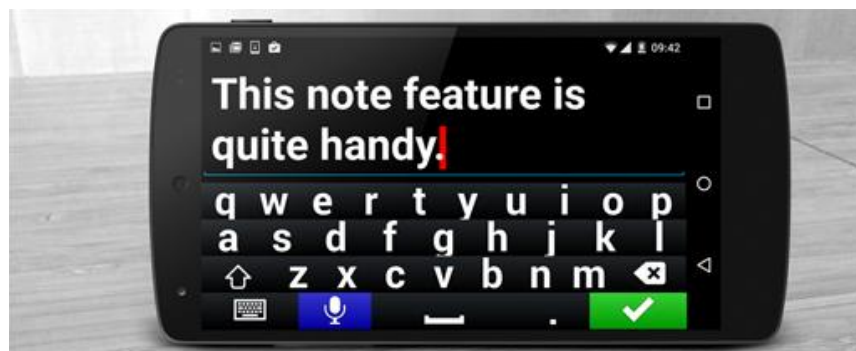 09:42
This note feature is
quite handy.
q w e r t y u i o p
a s d f g h j k l
z x c v b n m
.